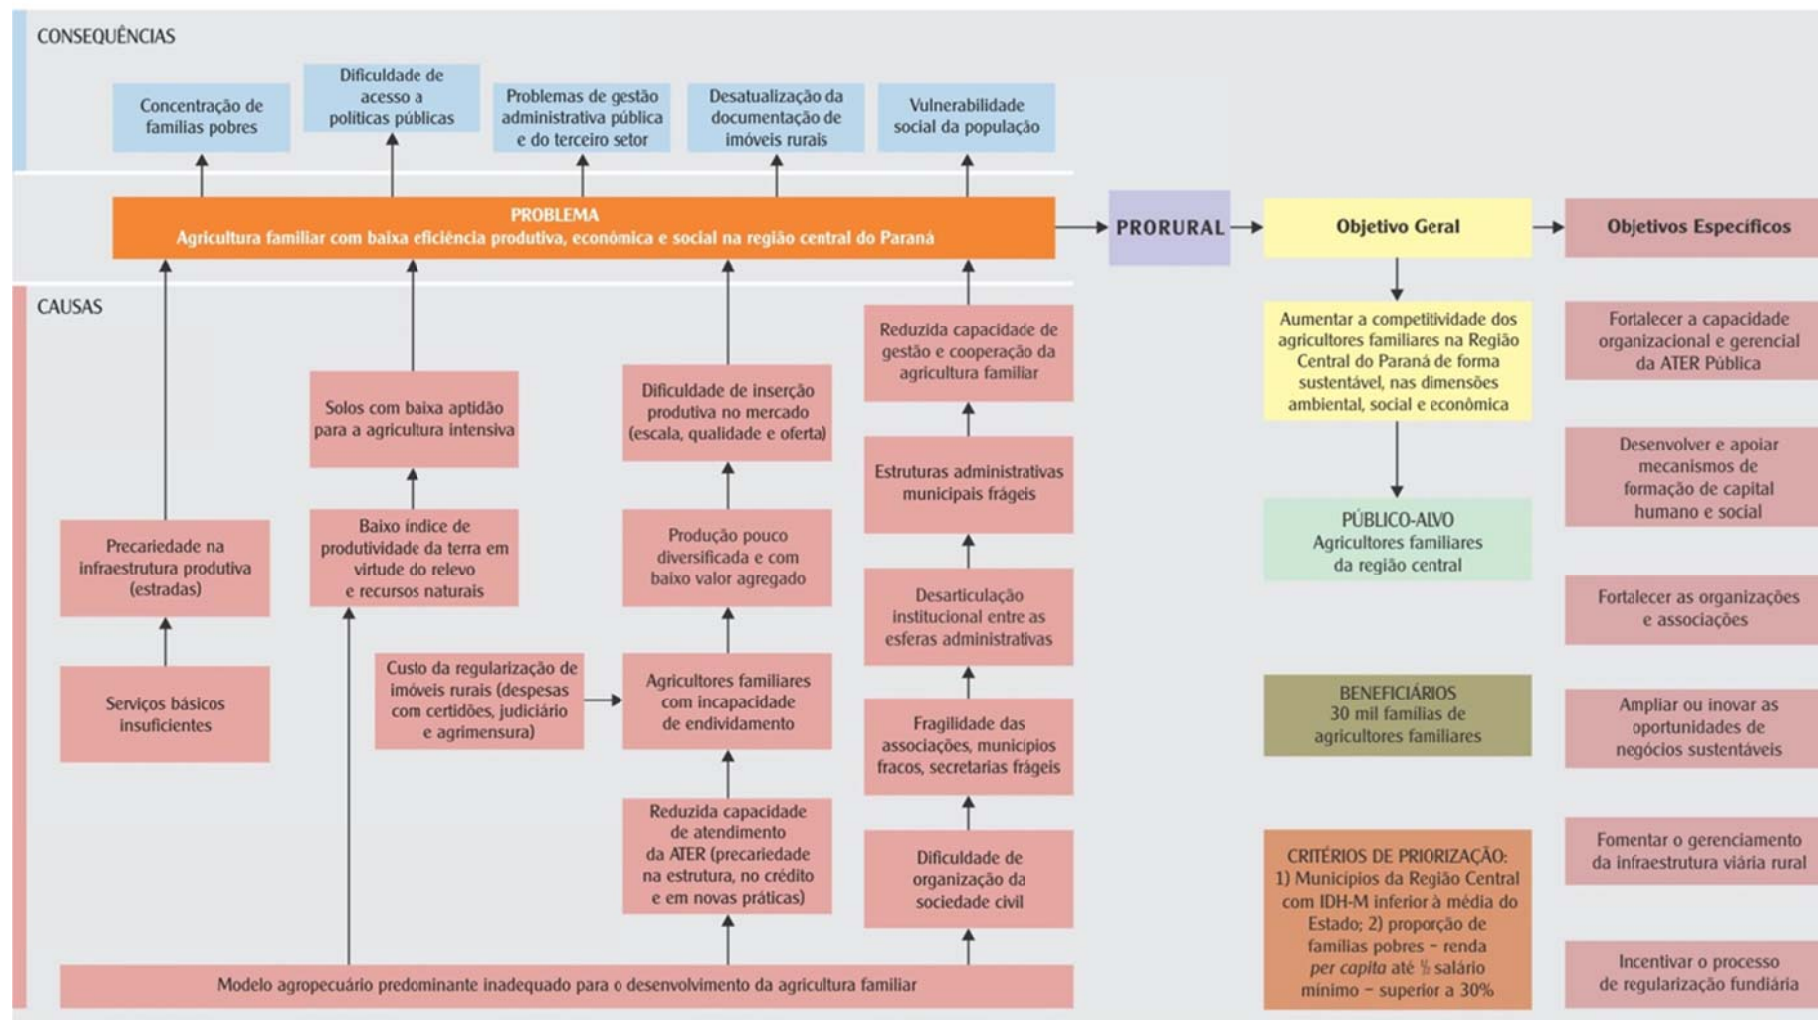 CONSEQUÊNCIAS
Concentração de
famílias pobres
Dificuldade de
acesso a
políticas públicas
Problemas de gestão
administrativa pública
e do terceiro setor
Desatualização da
documentação de
imóveis rurais
Vulnerabilidade
social da população
PROBLEMA
Agricultura familiar com baixa eficiência produtiva, econômica e social na região central do Paraná
PRORURAL
Objetivo Geral
Objetivos Específicos
CAUSAS
Precariedade na
infraestrutura produtiva
(estradas)
Serviços básicos
insuficientes
Solos com baixa aptidão
para a agricultura intensiva
Baixo índice de
produtividade da terra em
virtude do relevo
e recursos naturais
Custo da regularização de
imóveis rurais (despesas
com certidões, judiciário
e agrimensura)
Dificuldade de inserção
produtiva no mercado
(escala, qualidade e oferta)
Produção pouco
diversificada e com
baixo valor agregado
Agricultores familiares
com incapacidade
de endividamento
Reduzida capacidade
de atendimento
da ATER (precariedade
na estrutura, no crédito
e em novas práticas)
Reduzida capacidade de
gestão e cooperação da
agricultura familiar
Estruturas administrativas
municipais frágeis
Desarticulação
institucional entre as
esferas administrativas
Fragilidade das
associações, municípios
fracos, secretarias frágeis
Dificuldade de
organização da
sociedade civil
Modelo agropecuário predominante inadequado para o desenvolvimento da agricultura familiar
Aumentar a competitividade dos
agricultores familiares na Região
Central do Paraná de forma
sustentável, nas dimensões
ambiental, social e econômica
PÚBLICO-ALVO
Agricultores familiares
da região central
BENEFICIÁRIOS
30 mil famílias de
agricultores familiares
CRITÉRIOS DE PRIORIZAÇÃO:
1) Municípios da Região Central
com IDH-M inferior à média do
Estado; 2) proporção de
famílias pobres – renda
per capita até ½ salário
mínimo – superior a 30%
Fortalecer a capacidade
organizacional e gerencial
da ATER Pública
Desenvolver e apoiar
mecanismos de
formação de capital
humano e social
Fortalecer as organizações
e associações
Ampliar ou inovar as
oportunidades de
negócios sustentáveis
Fomentar o gerenciamento
da infraestrutura viária rural
Incentivar o processo
de regularização fundiária